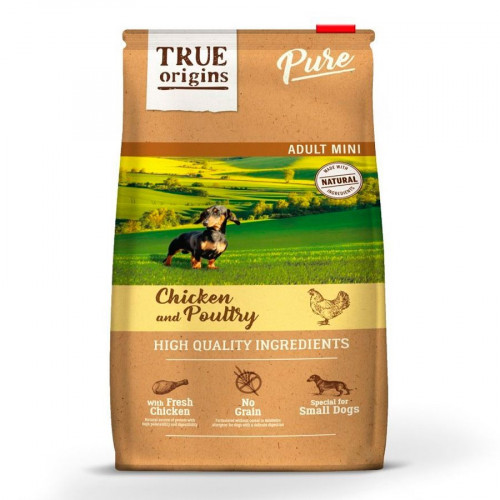 TRUE
origins
Pure
ADULT MINI
MADE WITH
NATURAL
INGREDIENTS
Chicken
and Poultry
HIGH QUALITY INGREDIENTS
With Fresh
Chicken
No
Grain
Special for
Small Dogs